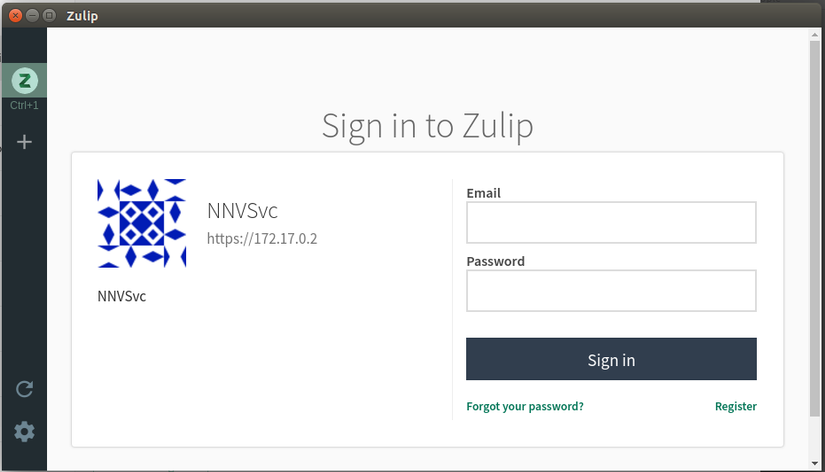 Zulip
Z
Ctrl+1
Sign in to Zulip
NNVSvc
https://172.17.0.2
NNVSvc
Email
Password
Sign in
Forgot your password?
Register